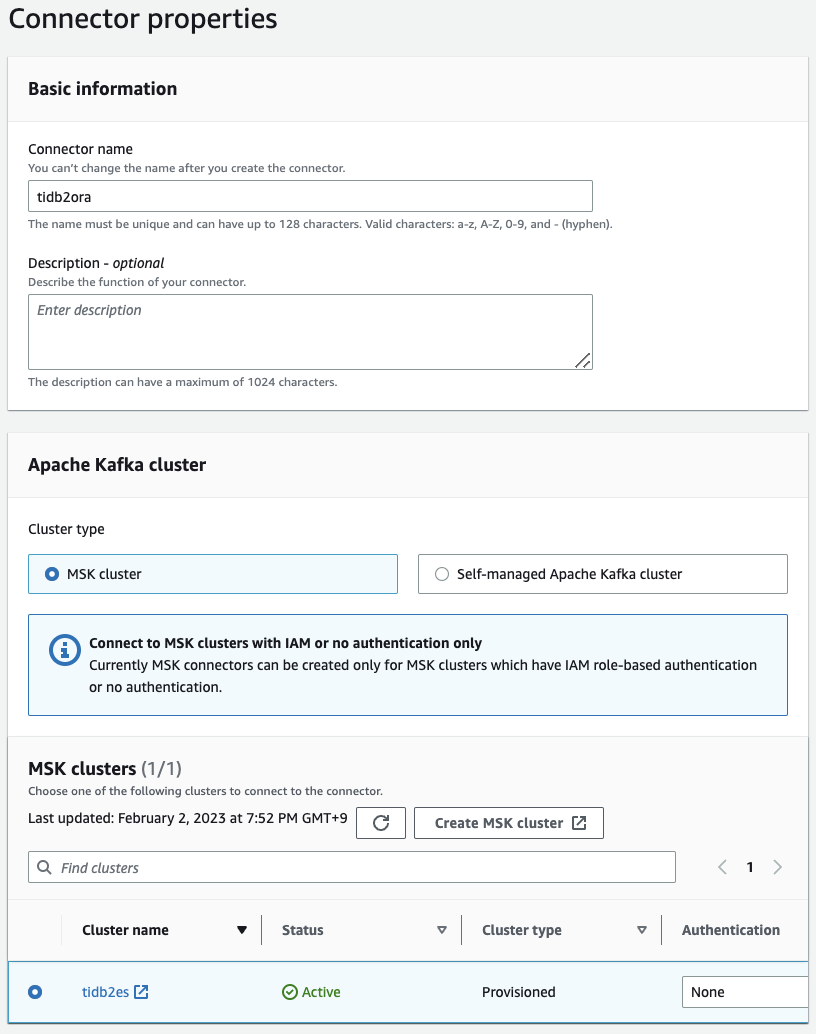 Connector properties
Basic information
Connector name
You can't change the name after you create the connector.
tidb2ora
The name must be unique and can have up to 128 characters. Valid characters: a-z, A-Z, 0-9, and - (hyphen).
Description - optional
Describe the function of your connector.
Enter description
The description can have a maximum of 1024 characters.
Apache Kafka cluster
Cluster type
MSK cluster
Self-managed Apache Kafka cluster
Connect to MSK clusters with IAM or no authentication only
Currently MSK connectors can be created only for MSK clusters which have IAM role-based authentication
or no authentication.
MSK clusters (1/1)
Choose one of the following clusters to connect to the connector.
Last updated: February 2, 2023 at 7:52 PM GMT+9
Create MSK cluster
Find clusters
1
Cluster name Status Cluster type Authentication
tidb2es Active Provisioned None